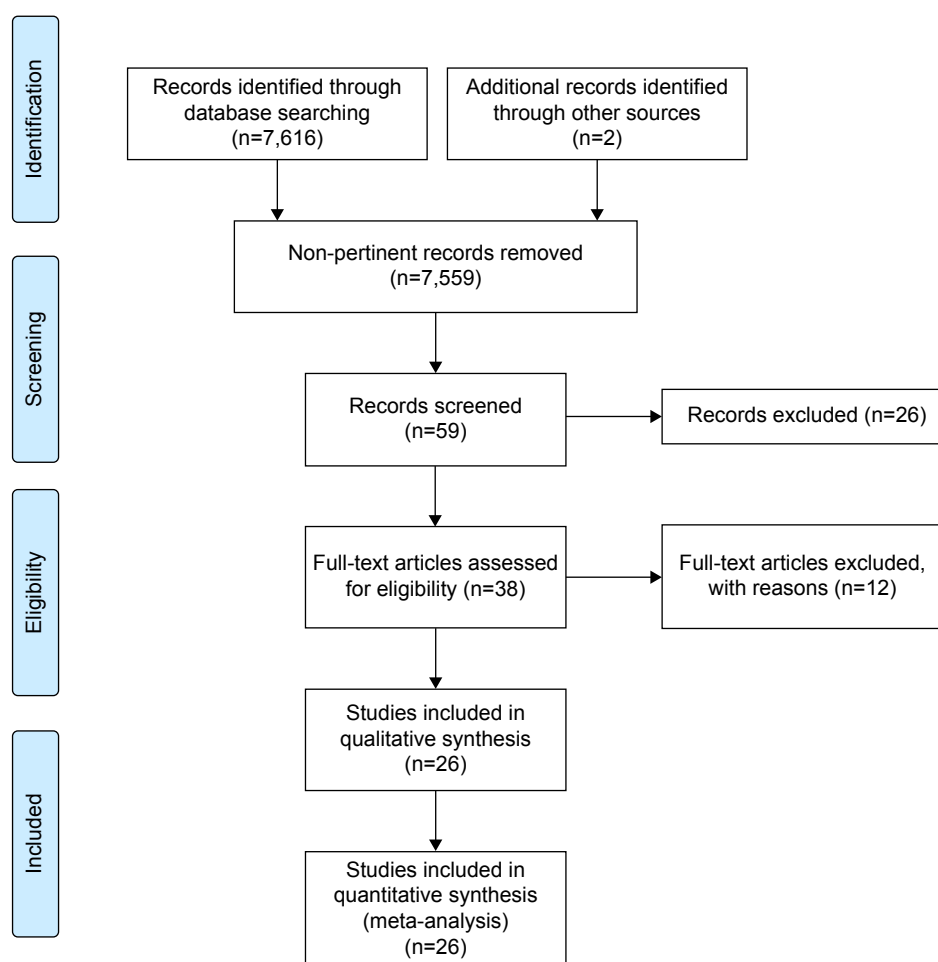 Identification
Records identified through
database searching
(n=7,616)
Additional records identified
through other sources
(n=2)
Non-pertinent records removed
(n=7,559)
Screening
Records screened
(n=59)
Records excluded (n=26)
Eligibility
Full-text articles assessed
for eligibility (n=38)
Full-text articles excluded,
with reasons (n=12)
Studies included in
qualitative synthesis
(n=26)
Included
Studies included in
quantitative synthesis
(meta-analysis)
(n=26)